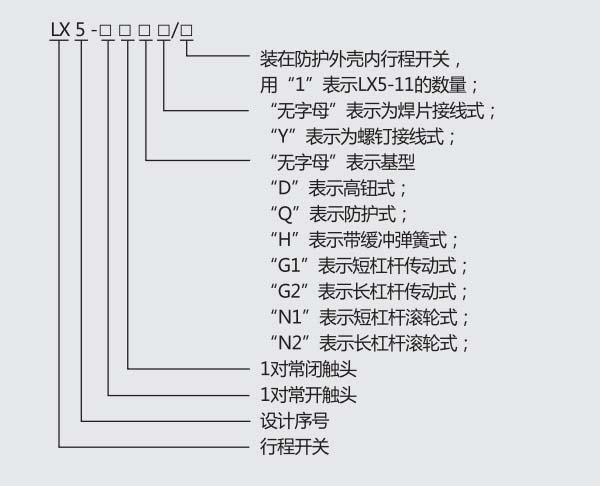 LX 5 - □ □ □ □ / □
装在防护外壳内行程开关，
用“1”表示LX5-11的数量；
“无字母”表示为焊片接线式；
“Y”表示为螺钉接线式；
“无字母”表示基型
“D”表示高钮式；
“Q”表示防护式；
“H”表示带缓冲弹簧式；
“G1”表示短杠杆传动式；
“G2”表示长杠杆传动式；
“N1”表示短杠杆滚轮式；
“N2”表示长杠杆滚轮式；
1对常闭触头
1对常开触头
设计序号
行程开关